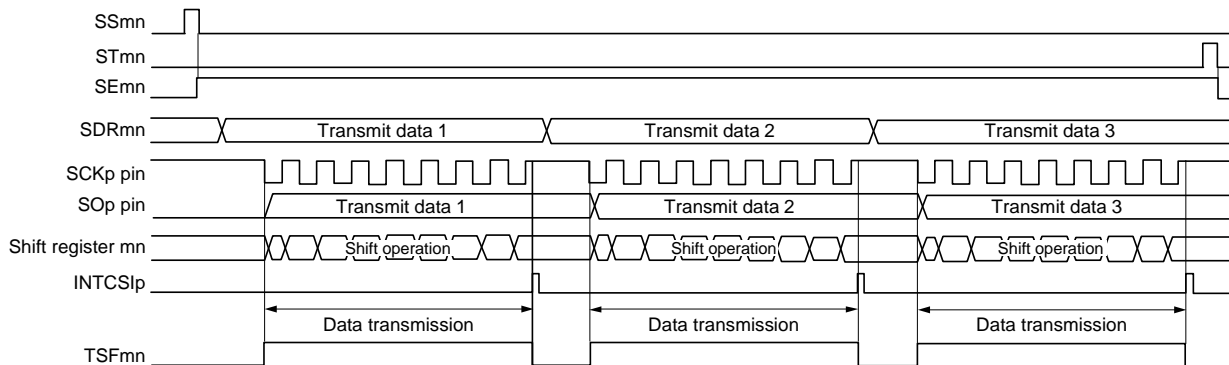 SSmn
STmn
SEmn
SDRmn Transmit data 1 Transmit data 2 Transmit data 3
SCKp pin
SOp pin Transmit data 1 Transmit data 2 Transmit data 3
Shift register mn Shift operation Shift operation Shift operation
INTCSIp
Data transmission Data transmission Data transmission
TSFmn